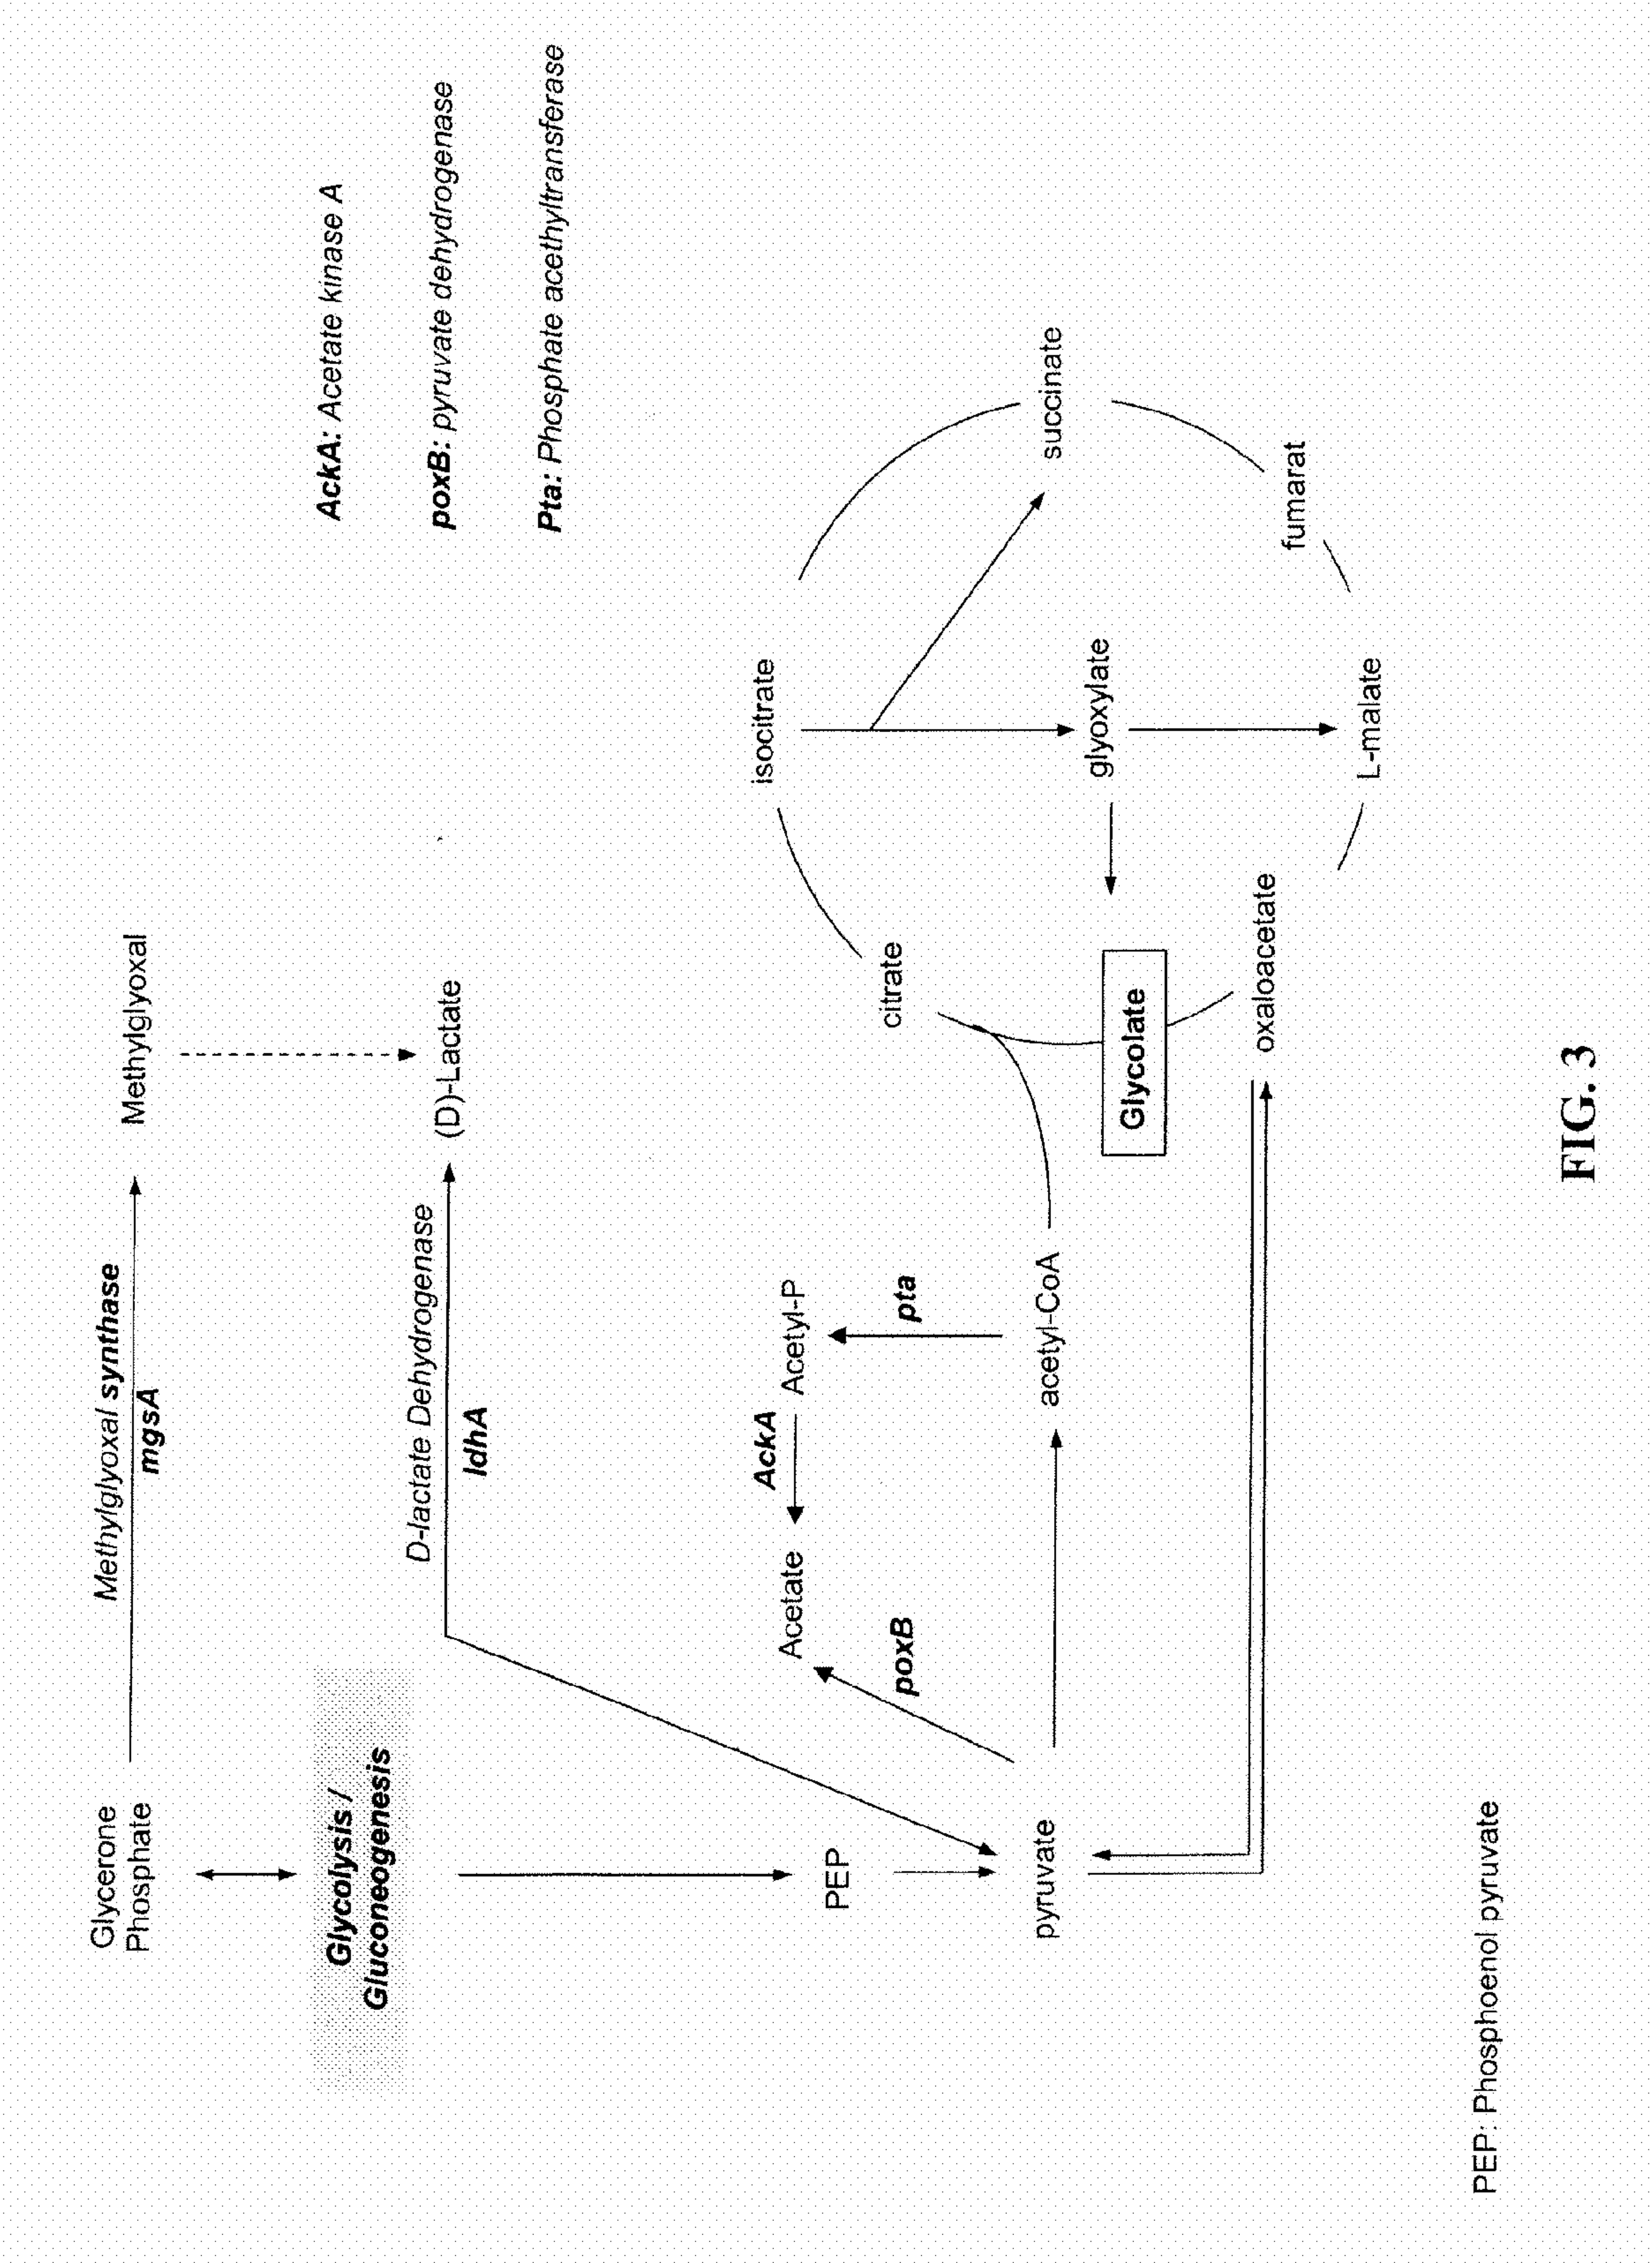 Glycerone
Phosphate
Methylglyoxal synthase
mgsA
Methylglyoxal
Glycolysis /
Gluconeogenesis
D-lactate Dehydrogenase
ldhA
(D)-Lactate
AckA: Acetate kinase A
poxB: pyruvate dehydrogenase
Pta: Phosphate acethyltransferase
PEP
Acetate
AckA
Acetyl-P
poxB
pta
pyruvate
acetyl-CoA
isocitrate
citrate
succinate
glyoxylate
Glycolate
fumarat
oxaloacetate
L-malate
PEP: Phosphoenol pyruvate
FIG. 3